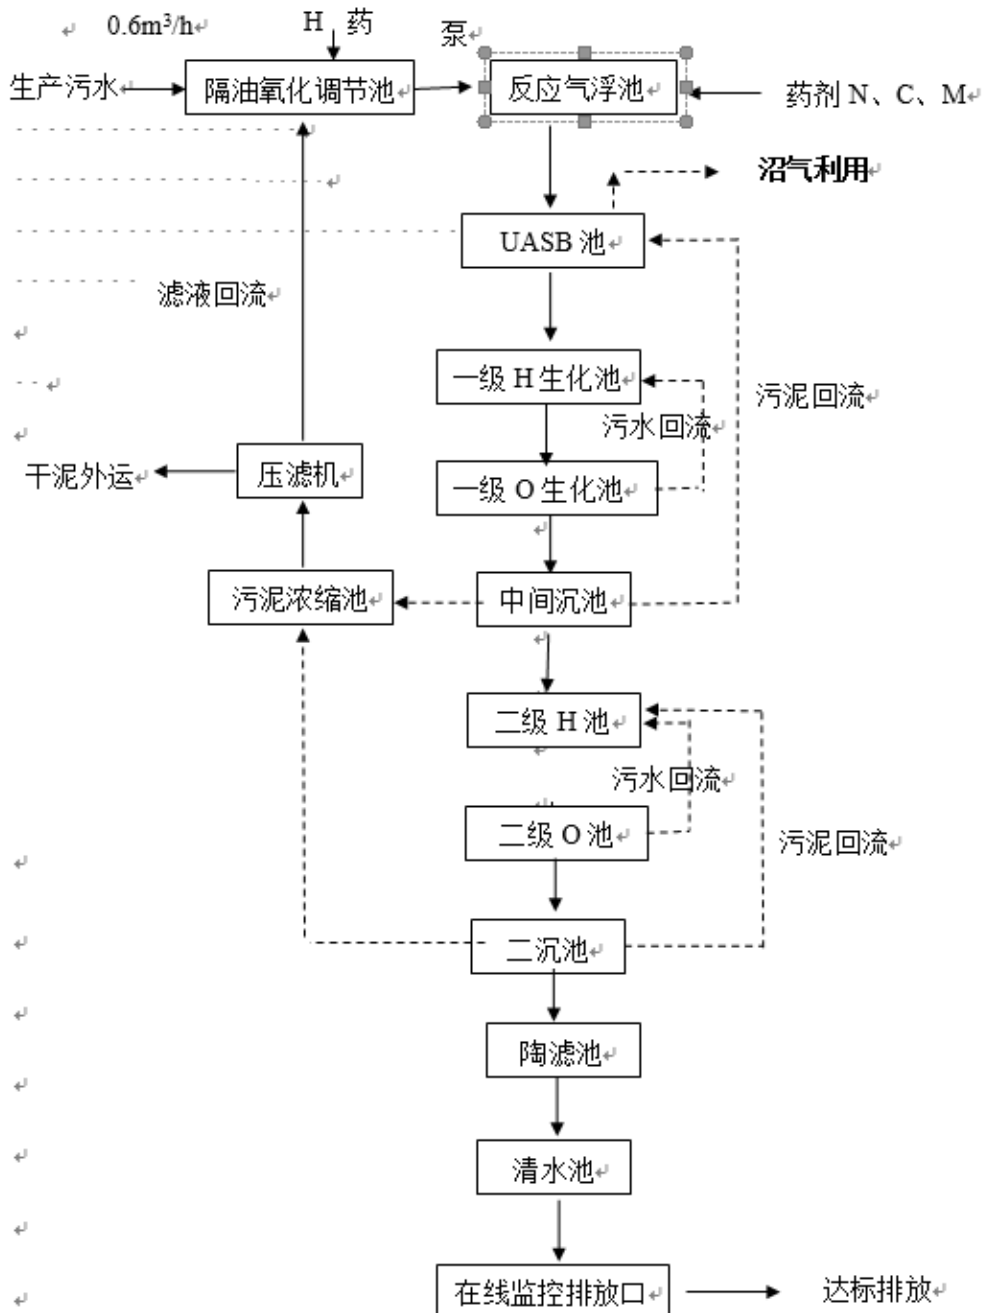 0.6m³/h
H 药
泵
生产污水
隔油氧化调节池
反应气浮池
药剂 N、C、M
沼气利用
UASB 池
滤液回流
一级 H 生化池
污泥回流
污水回流
干泥外运
压滤机
一级 O 生化池
污泥浓缩池
中间沉池
二级 H 池
污水回流
二级 O 池
污泥回流
二沉池
陶滤池
清水池
在线监控排放口
达标排放